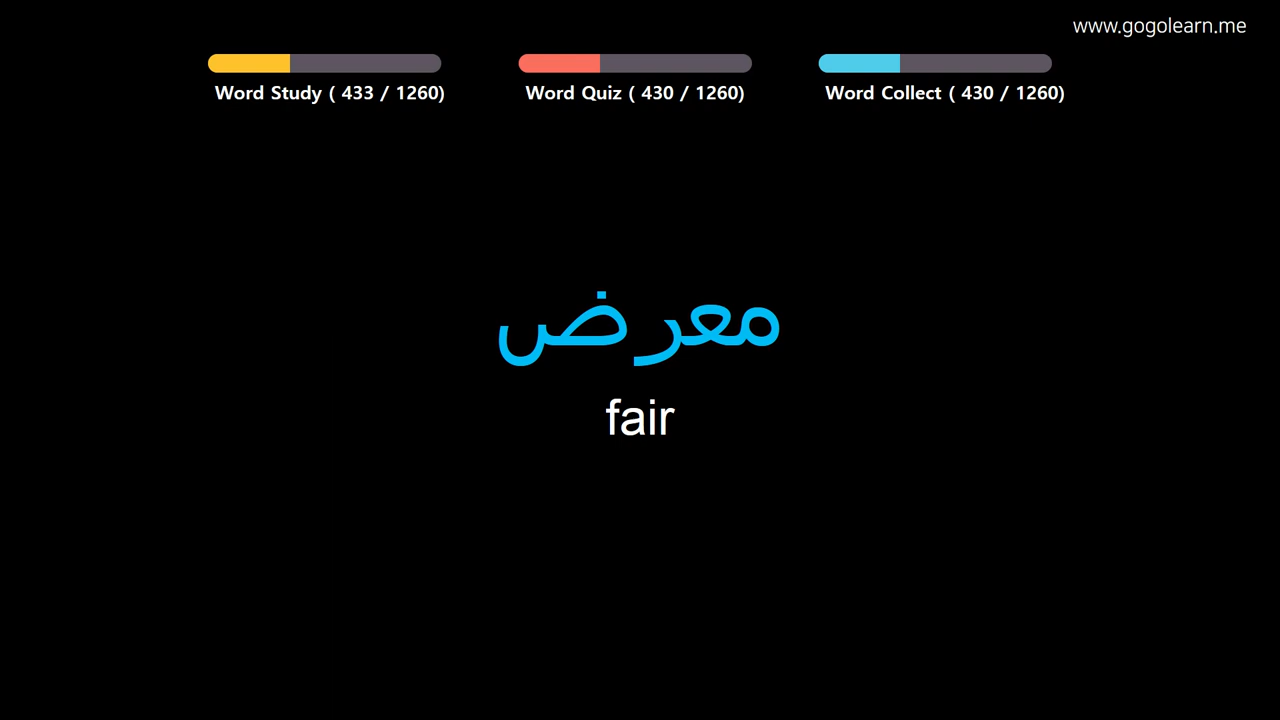 www.gogolearn.me
Word Study ( 433 / 1260)
Word Quiz ( 430 / 1260)
Word Collect ( 430 / 1260)
معرض
fair